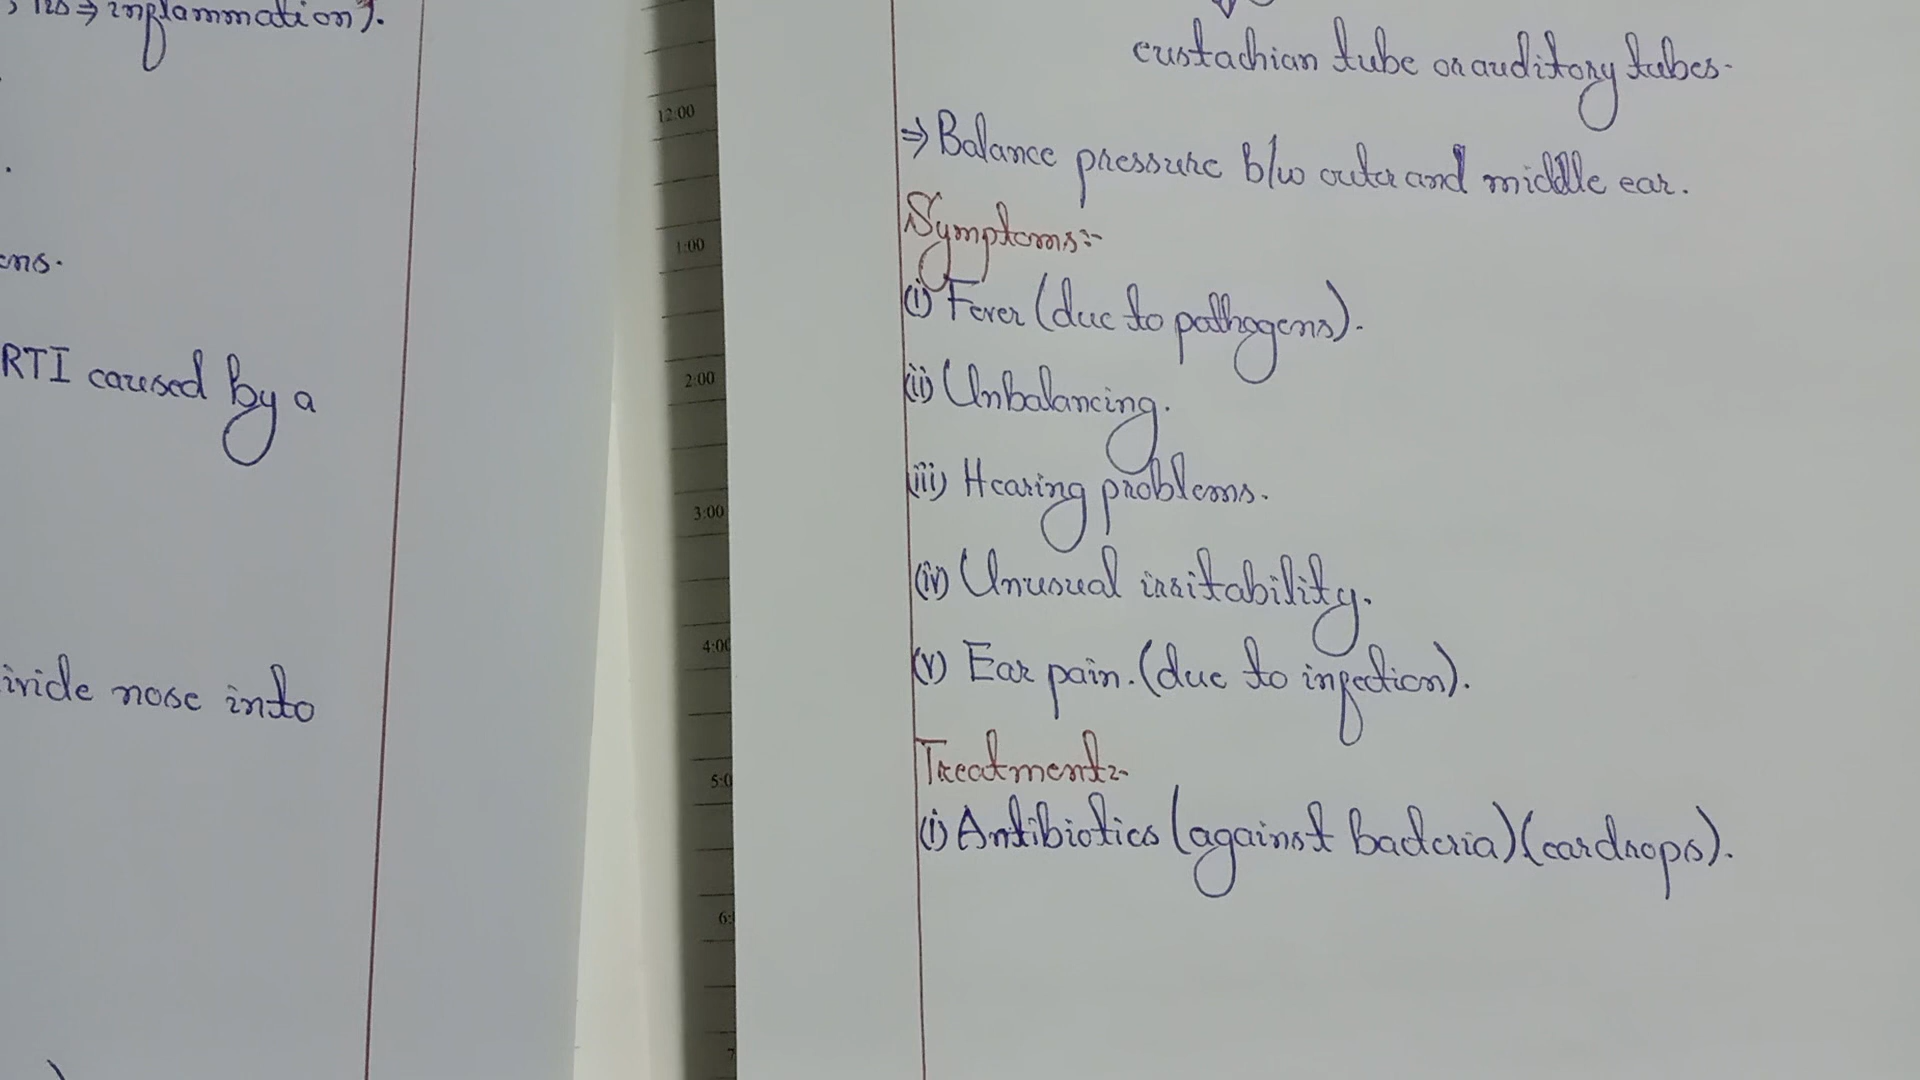 inflammation).
RTI caused by a
nose into
12:00
1:00
2:00
3:00
4:00
eustachian tube or auditory tubes.
⇒ Balance pressure b/w outer and middle ear.
Symptoms:-
(i) Fever (due to pathogens).
(ii) Unbalancing.
(iii) Hearing problems.
(iv) Unusual irritability.
(v) Ear pain. (due to infection).
Treatment:-
(i) Antibiotics (against bacteria) (eardrops).